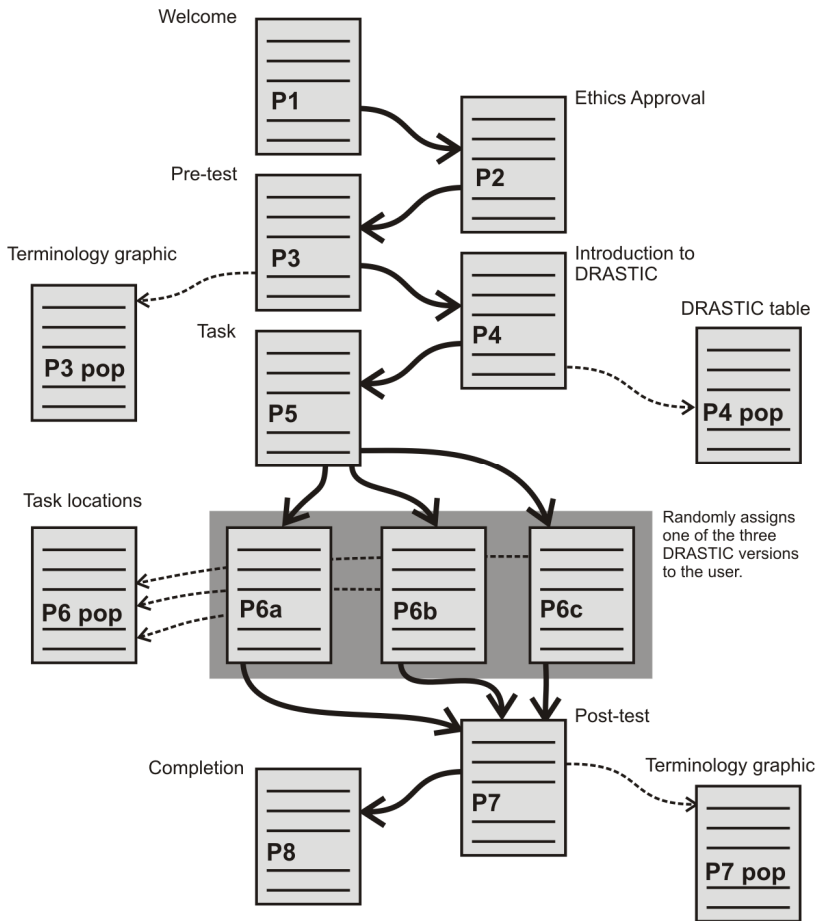 Welcome
P1
Ethics Approval
P2
Pre-test
P3
Terminology graphic
P3 pop
Introduction to
DRASTIC
P4
DRASTIC table
P4 pop
Task
P5
Task locations
P6 pop
P6a
P6b
P6c
Randomly assigns
one of the three
DRASTIC versions
to the user.
Post-test
P7
Terminology graphic
P7 pop
Completion
P8